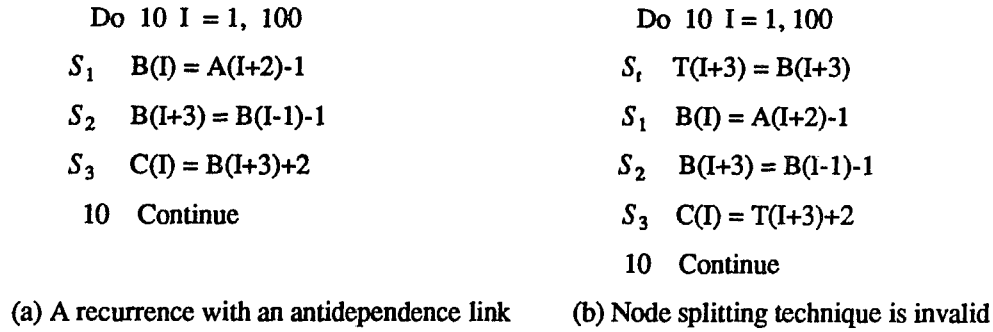 Do 10 I = 1, 100
S1 B(I) = A(I+2)-1
S2 B(I+3) = B(I-1)-1
S3 C(I) = B(I+3)+2
10 Continue
(a) A recurrence with an antidependence link
Do 10 I = 1, 100
St T(I+3) = B(I+3)
S1 B(I) = A(I+2)-1
S2 B(I+3) = B(I-1)-1
S3 C(I) = T(I+3)+2
10 Continue
(b) Node splitting technique is invalid